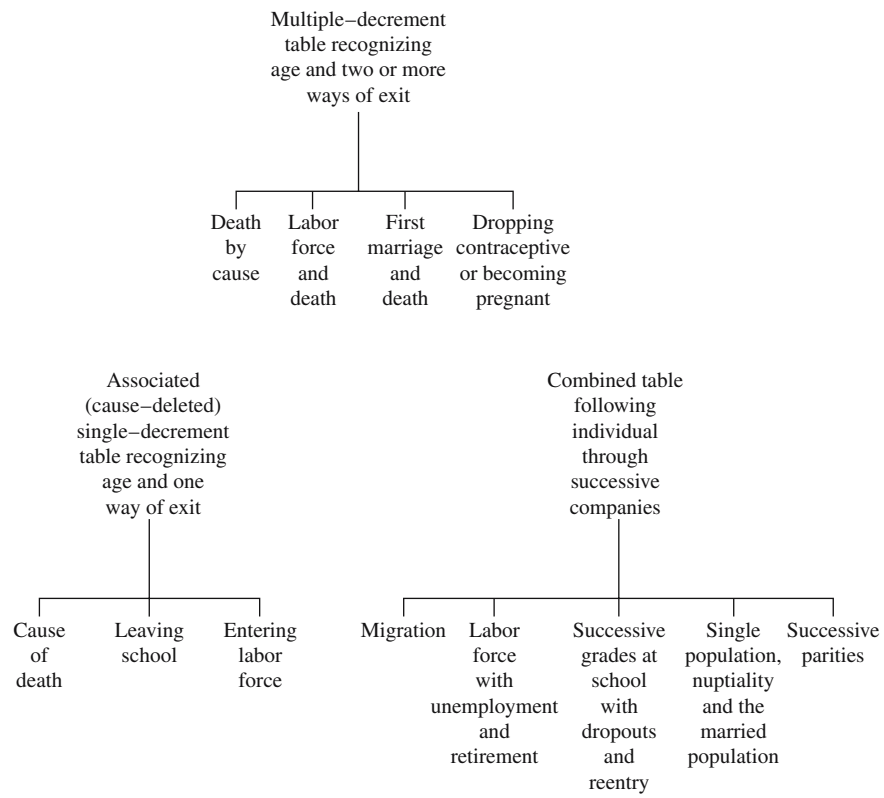 Multiple–decrement
table recognizing
age and two or more
ways of exit
Death
by
cause
Labor
force
and
death
First
marriage
and
death
Dropping
contraceptive
or becoming
pregnant
Associated
(cause–deleted)
single–decrement
table recognizing
age and one
way of exit
Cause
of
death
Leaving
school
Entering
labor
force
Combined table
following
individual
through
successive
companies
Migration
Labor
force
with
unemployment
and
retirement
Successive
grades at
school
with
dropouts
and
reentry
Single
population,
nuptiality
and the
married
population
Successive
parities